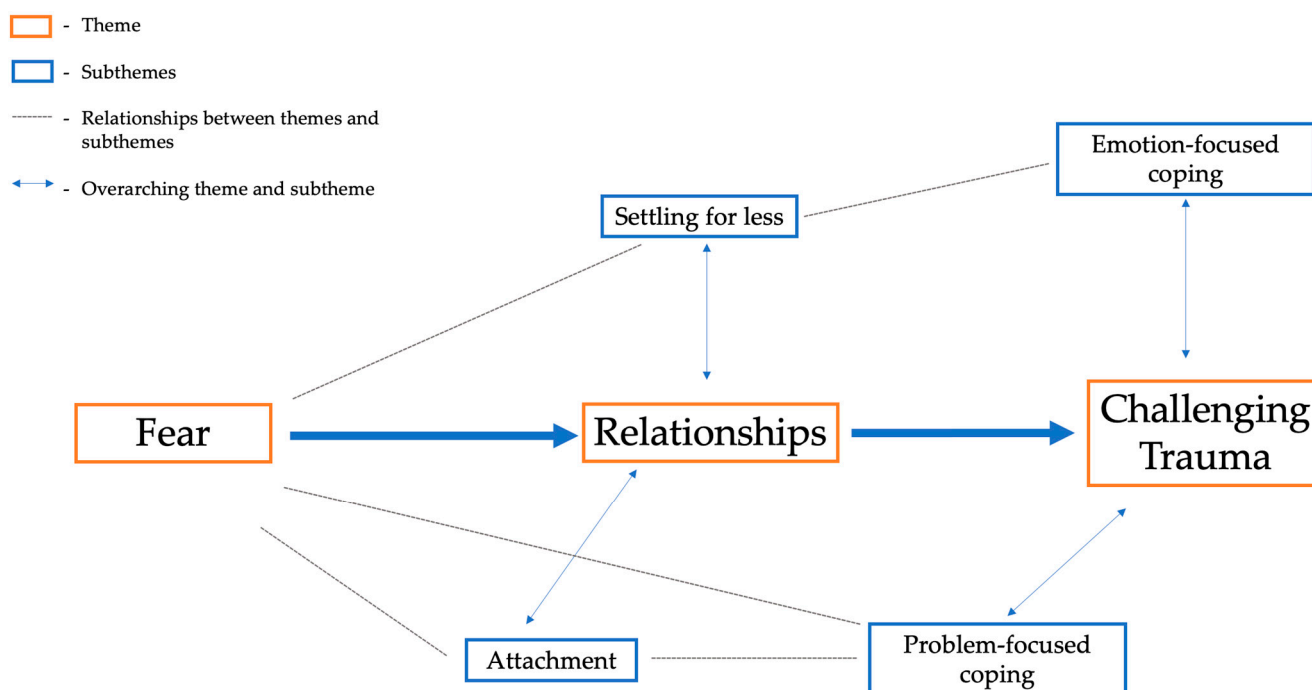 - Theme
- Subthemes
- Relationships between themes and
subthemes
- Overarching theme and subtheme
Emotion-focused
coping
Settling for less
Fear
Relationships
Challenging
Trauma
Attachment
Problem-focused
coping